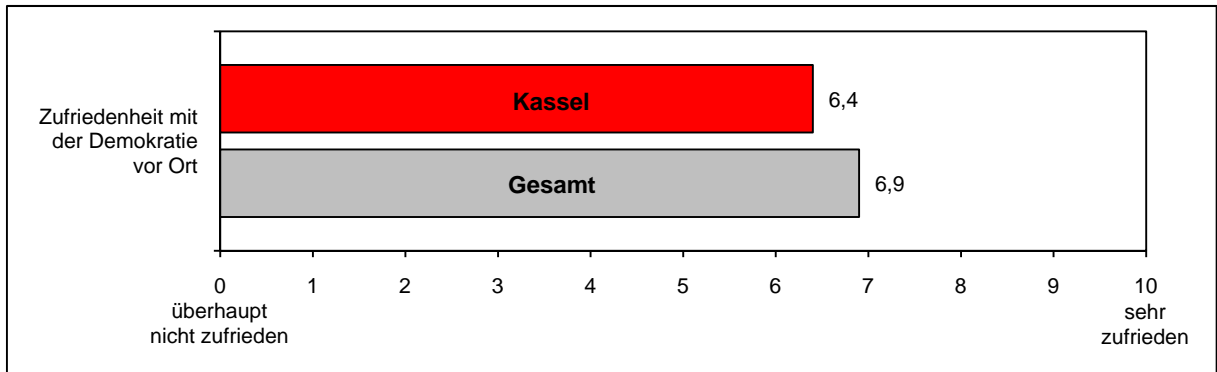 Zufriedenheit mit
der Demokratie
vor Ort
Kassel
6,4
Gesamt
6,9
0 1 2 3 4 5 6 7 8 9 10
überhaupt
nicht zufrieden
sehr
zufrieden